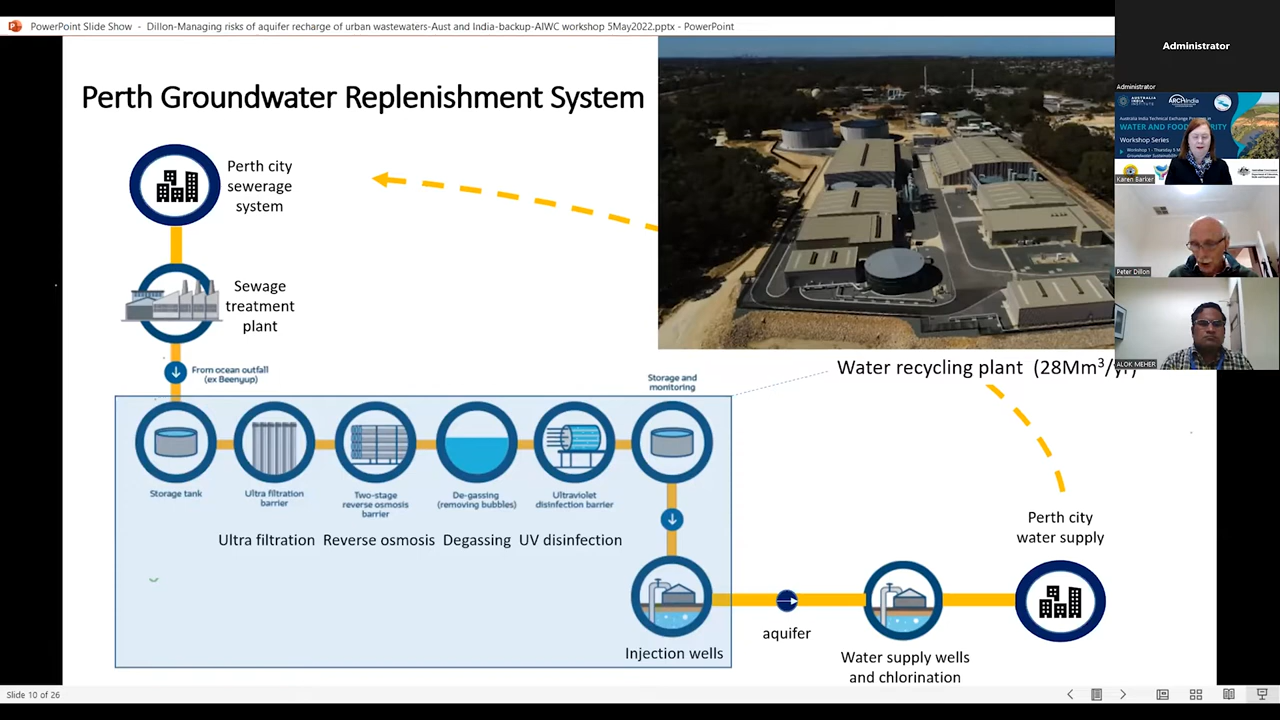 PowerPoint Slide Show - Dillon-Managing risks of aquifer recharge of urban wastewaters-Aust and India-backup-AIWC workshop 5May2022.pptx - PowerPoint
Administrator
Administrator
AUSTRALIA INDIA INSTITUTE
ARCHIndia
WATER AND FOOD
Workshop Series
Karen Barker
Peter Dillon
ALOK MEHER
Perth Groundwater Replenishment System
Perth city
sewerage
system
Sewage
treatment
plant
From ocean outfall
(ex Beenyup)
Water recycling plant (28Mm³/yr)
Storage and
monitoring
Storage tank
Ultra filtration
barrier
Two-stage
reverse osmosis
barrier
De-gassing
(removing bubbles)
Ultraviolet
disinfection barrier
Ultra filtration Reverse osmosis Degassing UV disinfection
Injection wells
aquifer
Water supply wells
and chlorination
Perth city
water supply
Slide 10 of 26